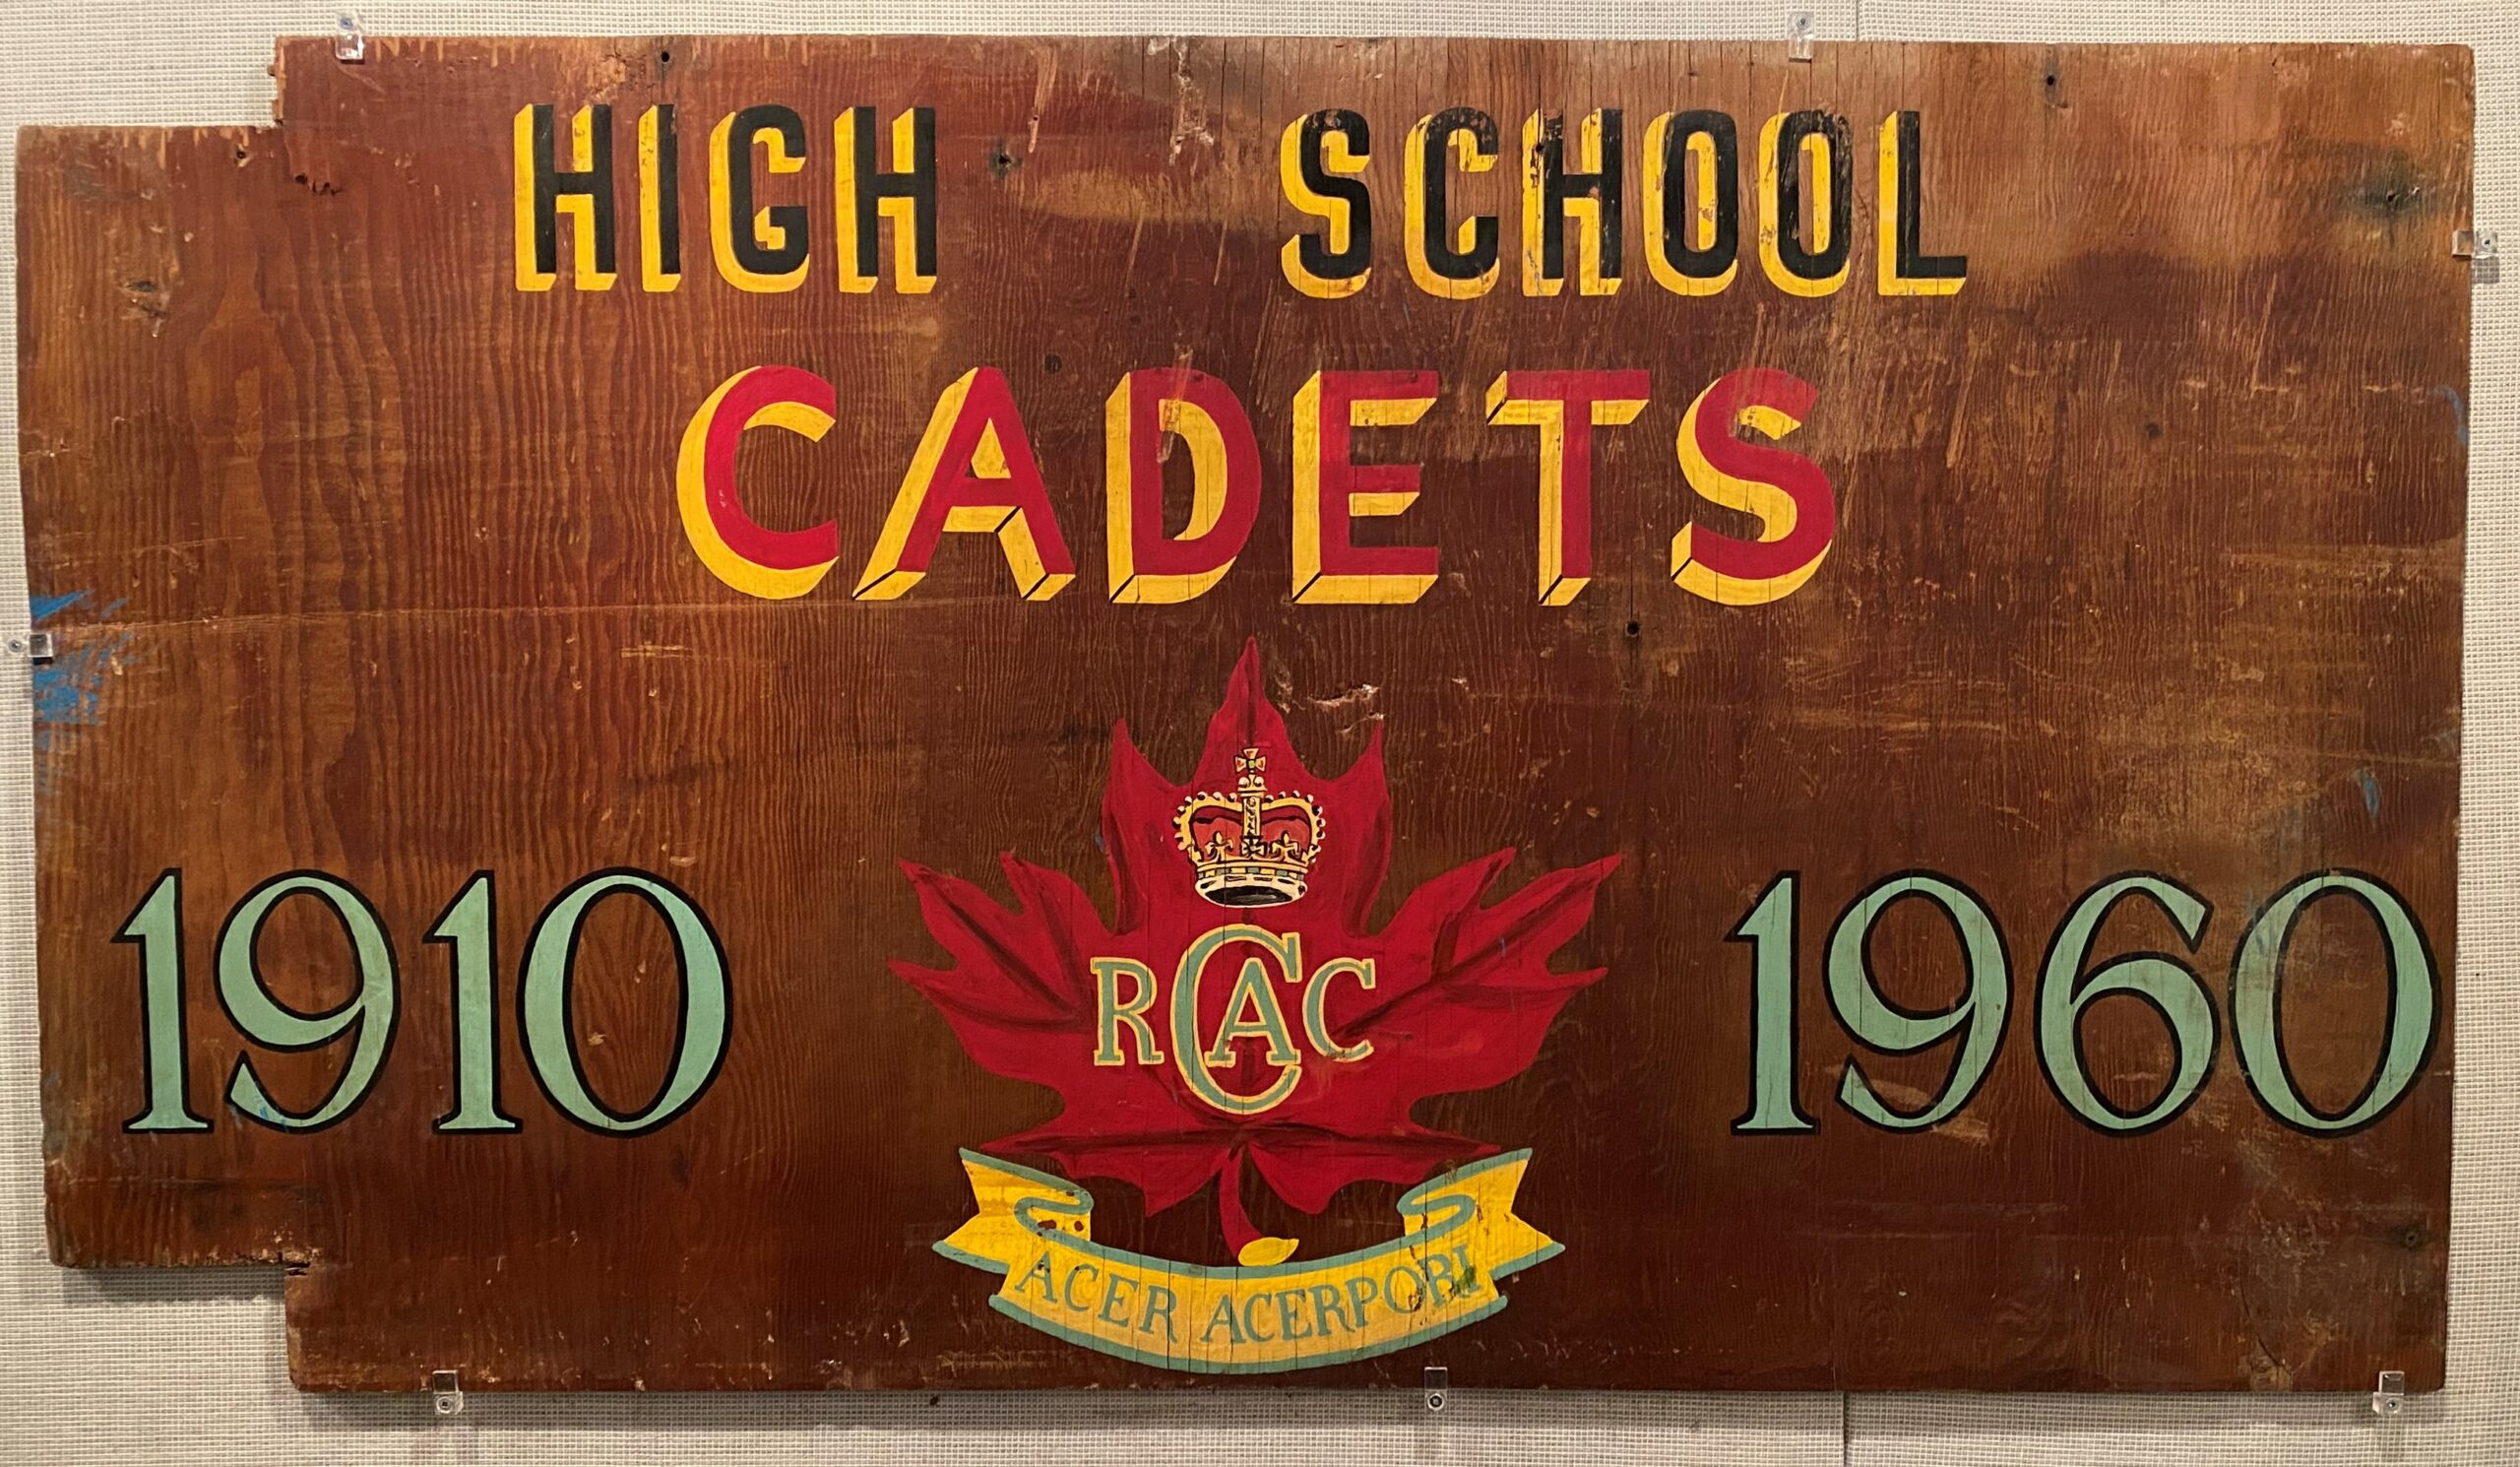 HIGH SCHOOL
CADETS
1910 1960
RCAC
ACER ACERPORI